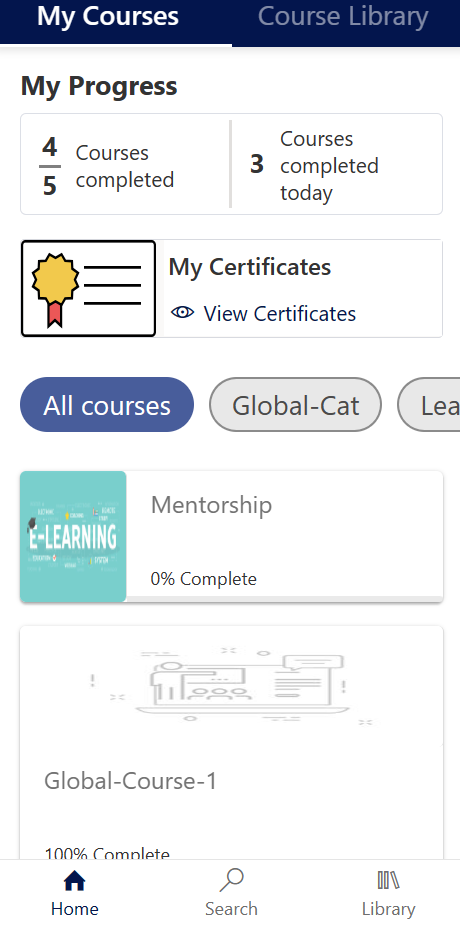 My Courses
Course Library
My Progress
4
5
Courses
completed
3
Courses
completed
today
My Certificates
View Certificates
All courses
Global-Cat
Lea
E-LEARNING
SYSTEM
Mentorship
0% Complete
Global-Course-1
100% Complete
Home
Search
Library